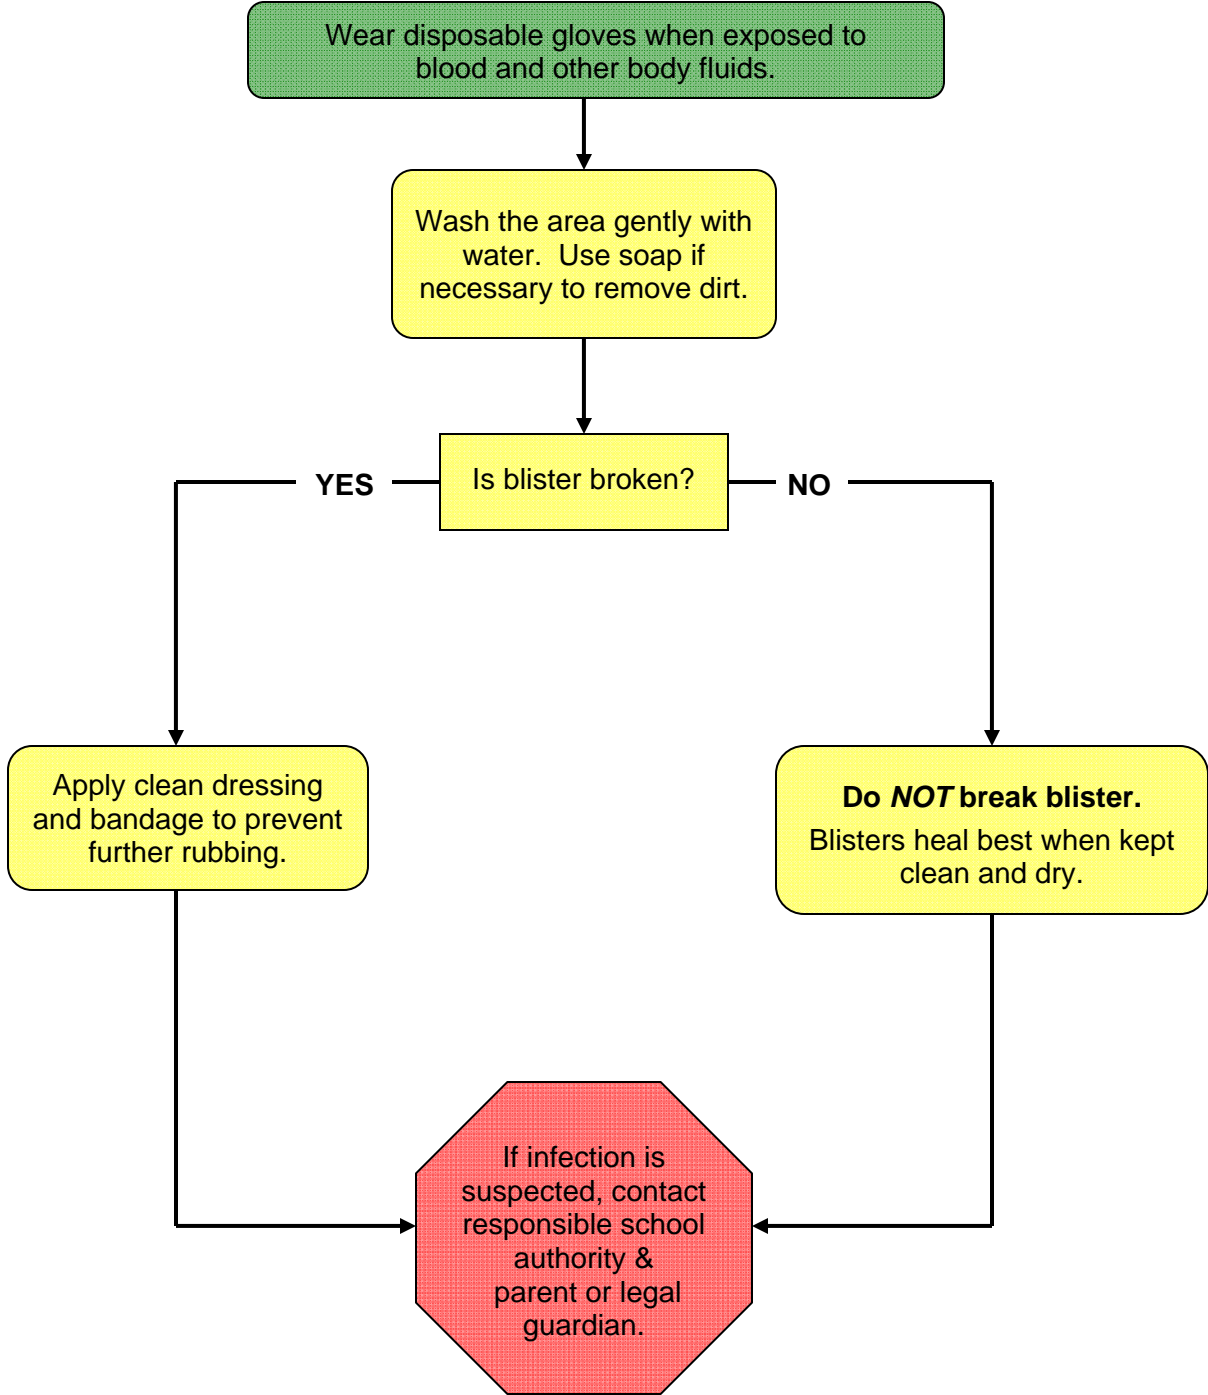 Wear disposable gloves when exposed to
blood and other body fluids.
Wash the area gently with
water.  Use soap if
necessary to remove dirt.
Is blister broken?
YES
NO
Apply clean dressing
and bandage to prevent
further rubbing.
Do NOT break blister.
Blisters heal best when kept
clean and dry.
If infection is
suspected, contact
responsible school
authority &
parent or legal
guardian.